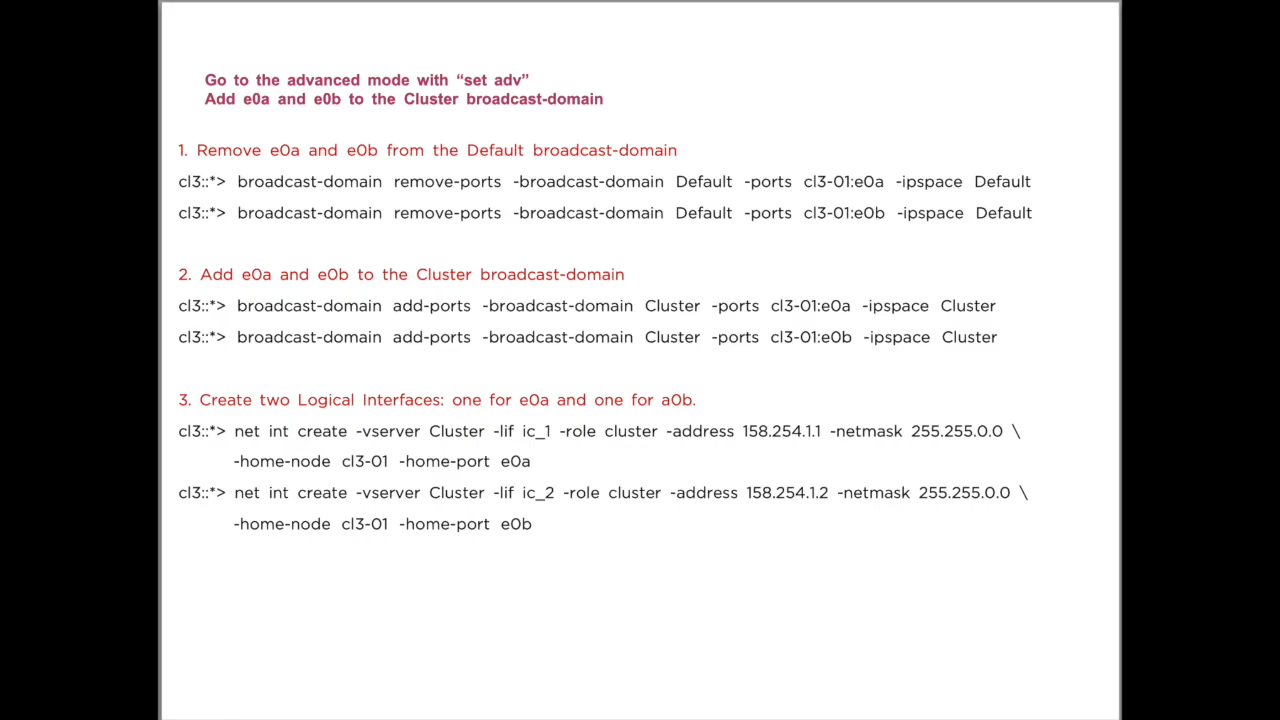 Go to the advanced mode with “set adv”
Add e0a and e0b to the Cluster broadcast-domain
1. Remove e0a and e0b from the Default broadcast-domain
cl3::*> broadcast-domain remove-ports -broadcast-domain Default -ports cl3-01:e0a -ipspace Default
cl3::*> broadcast-domain remove-ports -broadcast-domain Default -ports cl3-01:e0b -ipspace Default
2. Add e0a and e0b to the Cluster broadcast-domain
cl3::*> broadcast-domain add-ports -broadcast-domain Cluster -ports cl3-01:e0a -ipspace Cluster
cl3::*> broadcast-domain add-ports -broadcast-domain Cluster -ports cl3-01:e0b -ipspace Cluster
3. Create two Logical Interfaces: one for e0a and one for a0b.
cl3::*> net int create -vserver Cluster -lif ic_1 -role cluster -address 158.254.1.1 -netmask 255.255.0.0 \
-home-node cl3-01 -home-port e0a
cl3::*> net int create -vserver Cluster -lif ic_2 -role cluster -address 158.254.1.2 -netmask 255.255.0.0 \
-home-node cl3-01 -home-port e0b